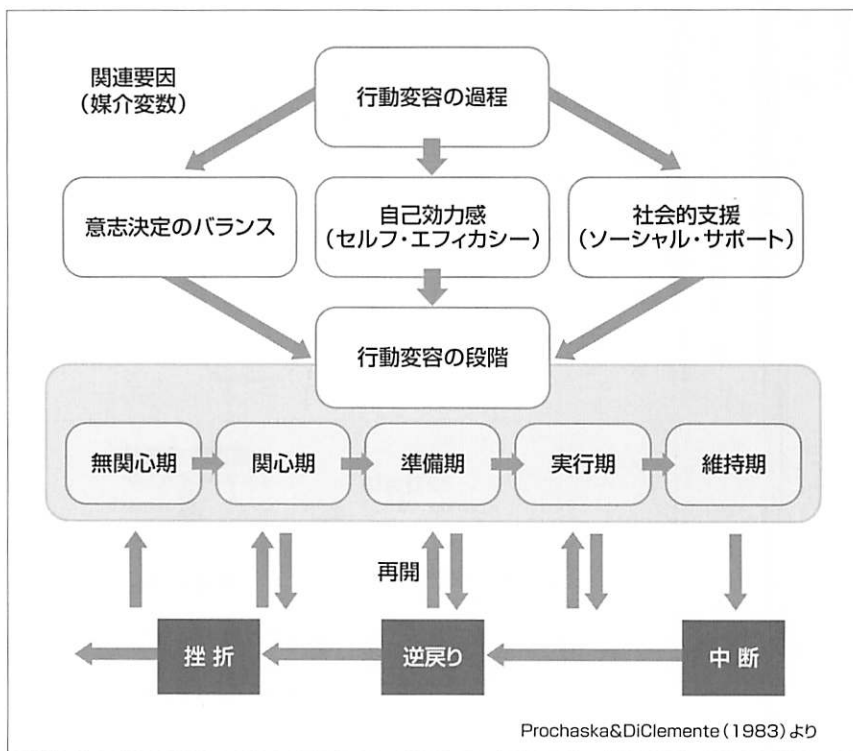 関連要因
(媒介変数)
行動変容の過程
意志決定のバランス
自己効力感
(セルフ・エフィカシー)
社会的支援
(ソーシャル・サポート)
行動変容の段階
無関心期
関心期
準備期
実行期
維持期
再開
挫折
逆戻り
中断
Prochaska&DiClemente(1983)より